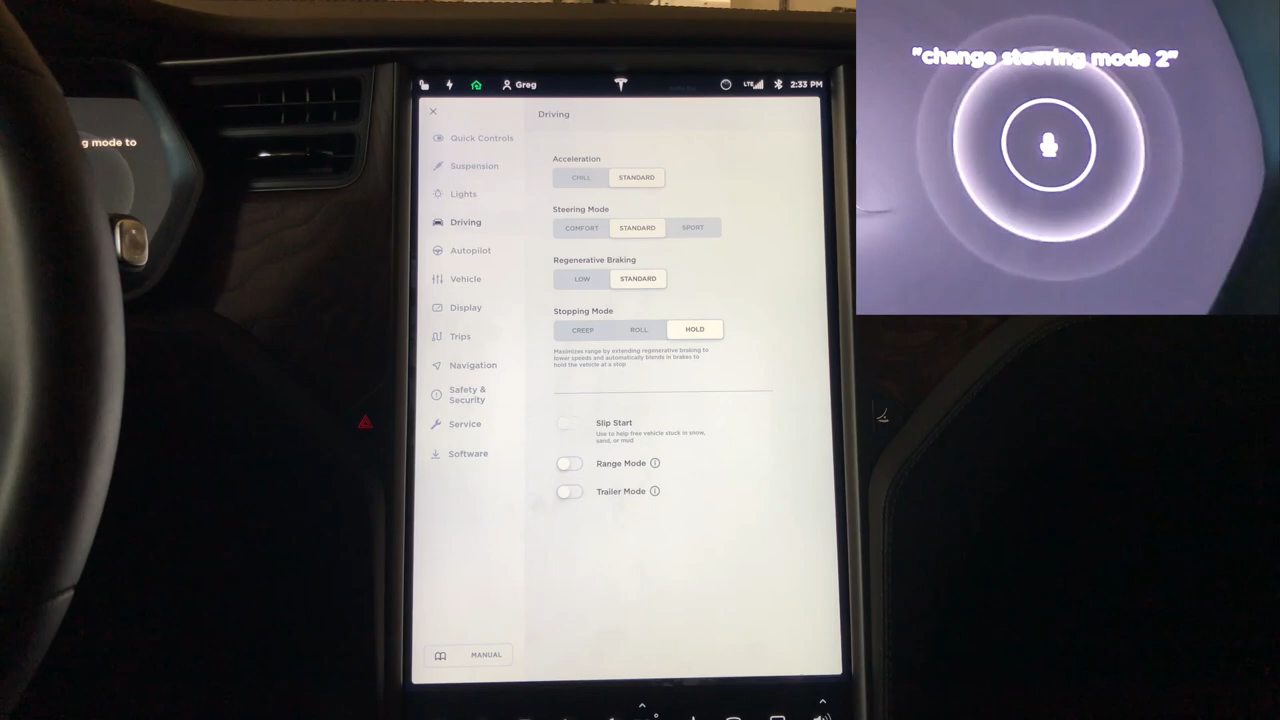 Greg
LTE
2:33 PM
"change steering mode 2"
g mode to
Driving
Quick Controls
Suspension
Lights
Driving
Autopilot
Vehicle
Display
Trips
Navigation
Safety &
Security
Service
Software
MANUAL
Acceleration
CHILL STANDARD
Steering Mode
COMFORT STANDARD SPORT
Regenerative Braking
LOW STANDARD
Stopping Mode
CREEP ROLL HOLD
Maximizes range by extending regenerative braking to
lower speeds and automatically blends in brakes to
hold the vehicle at a stop
Slip Start
Use to help free vehicle stuck in snow,
sand, or mud
Range Mode
Trailer Mode